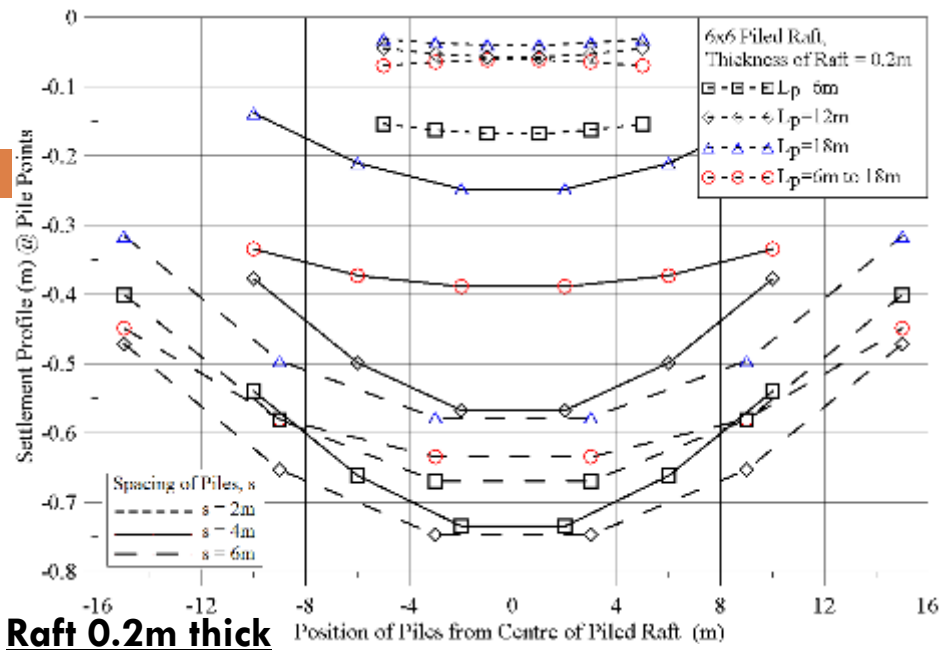 0
-0.1
-0.2
-0.3
-0.4
-0.5
-0.6
-0.7
-0.8
Settlement Profile (m) @ Pile Points
6x6 Piled Raft,
Thickness of Raft = 0.2m
Lp 6m
Lp=12m
Lp=18m
Lp=6m to 18m
Spacing of Piles, s
s = 2m
s = 4m
s = 6m
-16 -12 -8 -4 0 4 8 12 16
Position of Piles from Centre of Piled Raft (m)
Raft 0.2m thick